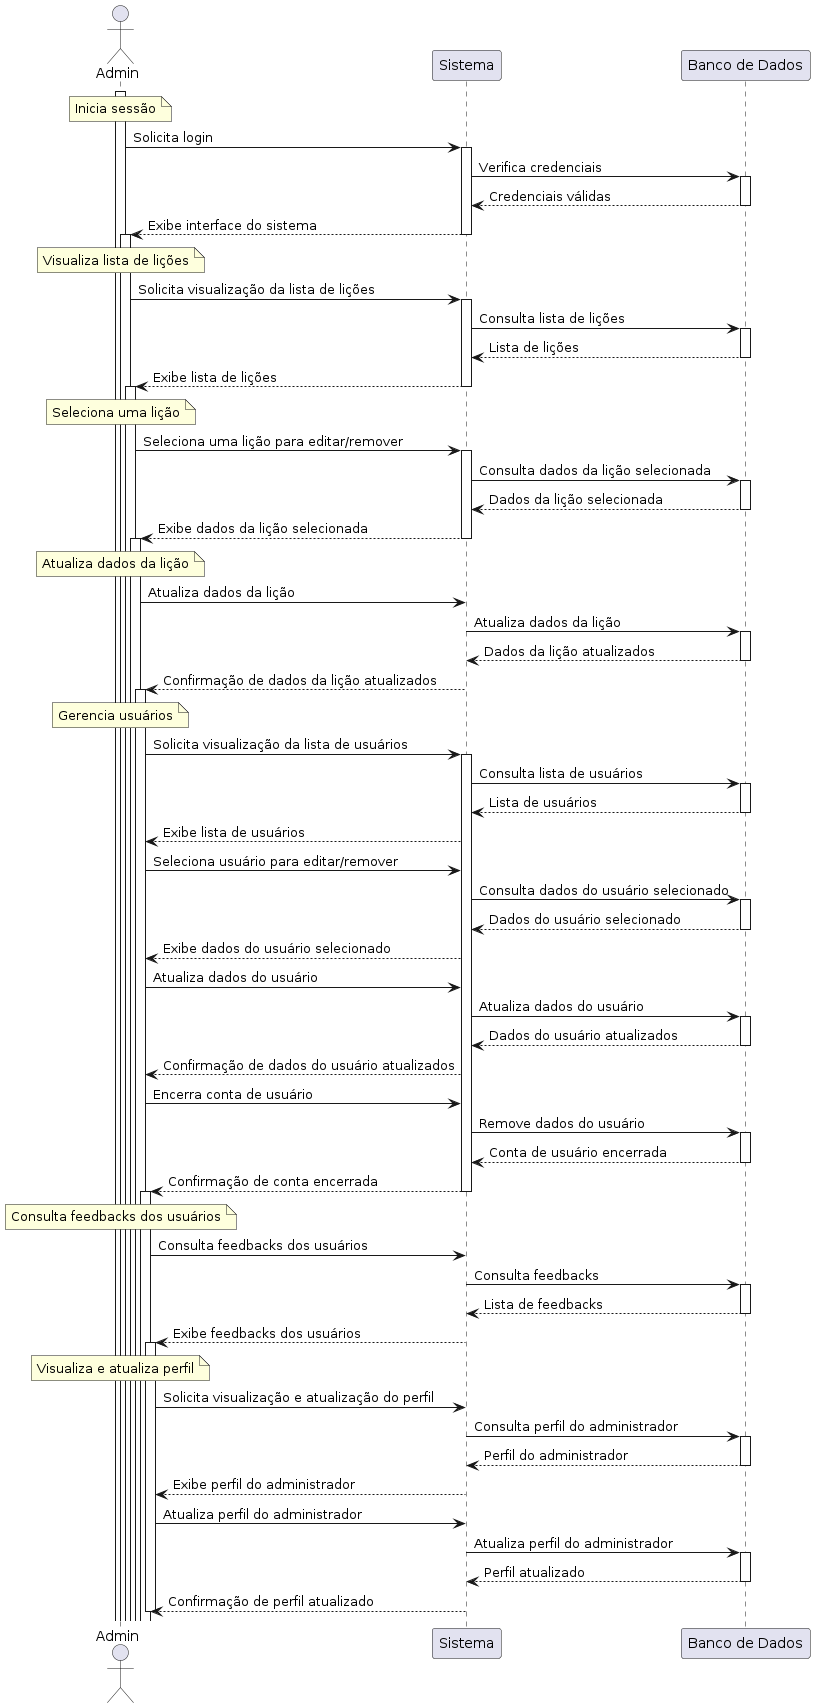 Admin
Sistema
Banco de Dados
Inicia sessão
Solicita login
Verifica credenciais
Credenciais válidas
Exibe interface do sistema
Visualiza lista de lições
Solicita visualização da lista de lições
Consulta lista de lições
Lista de lições
Exibe lista de lições
Seleciona uma lição
Seleciona uma lição para editar/remover
Consulta dados da lição selecionada
Dados da lição selecionada
Exibe dados da lição selecionada
Atualiza dados da lição
Atualiza dados da lição
Atualiza dados da lição
Dados da lição atualizados
Confirmação de dados da lição atualizados
Gerencia usuários
Solicita visualização da lista de usuários
Consulta lista de usuários
Lista de usuários
Exibe lista de usuários
Seleciona usuário para editar/remover
Consulta dados do usuário selecionado
Dados do usuário selecionado
Exibe dados do usuário selecionado
Atualiza dados do usuário
Atualiza dados do usuário
Dados do usuário atualizados
Confirmação de dados do usuário atualizados
Encerra conta de usuário
Remove dados do usuário
Conta de usuário encerrada
Confirmação de conta encerrada
Consulta feedbacks dos usuários
Consulta feedbacks dos usuários
Consulta feedbacks
Lista de feedbacks
Exibe feedbacks dos usuários
Visualiza e atualiza perfil
Solicita visualização e atualização do perfil
Consulta perfil do administrador
Perfil do administrador
Exibe perfil do administrador
Atualiza perfil do administrador
Atualiza perfil do administrador
Perfil atualizado
Confirmação de perfil atualizado
Admin
Sistema
Banco de Dados